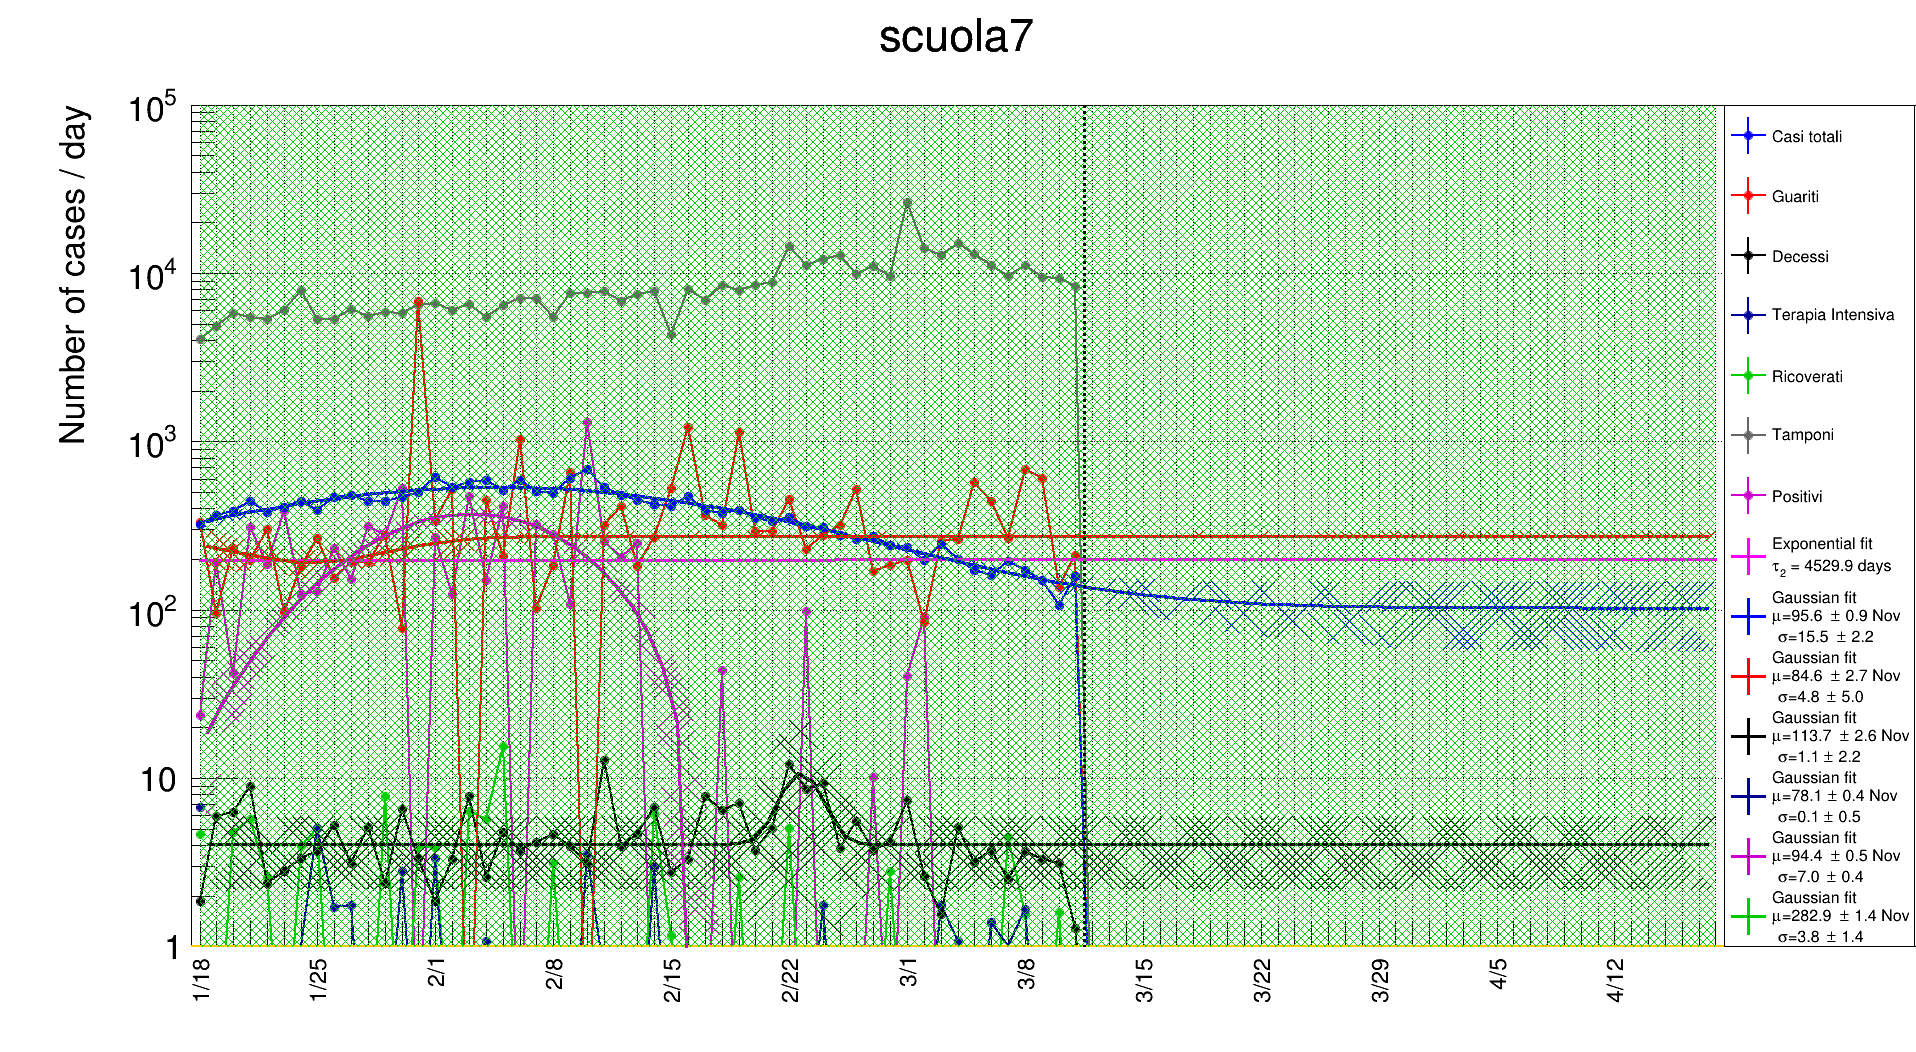 scuola7
Number of cases / day
10^5
10^4
10^3
10^2
10
1
1/18
1/25
2/1
2/8
2/15
2/22
3/1
3/8
3/15
3/22
3/29
4/5
4/12
Casi totali
Guariti
Decessi
Terapia Intensiva
Ricoverati
Tamponi
Positivi
Exponential fit
τ₂ = 4529.9 days
Gaussian fit
μ=95.6 ± 0.9 Nov
σ=15.5 ± 2.2
Gaussian fit
μ=84.6 ± 2.7 Nov
σ=4.8 ± 5.0
Gaussian fit
μ=113.7 ± 2.6 Nov
σ=1.1 ± 2.2
Gaussian fit
μ=78.1 ± 0.4 Nov
σ=0.1 ± 0.5
Gaussian fit
μ=94.4 ± 0.5 Nov
σ=7.0 ± 0.4
Gaussian fit
μ=282.9 ± 1.4 Nov
σ=3.8 ± 1.4